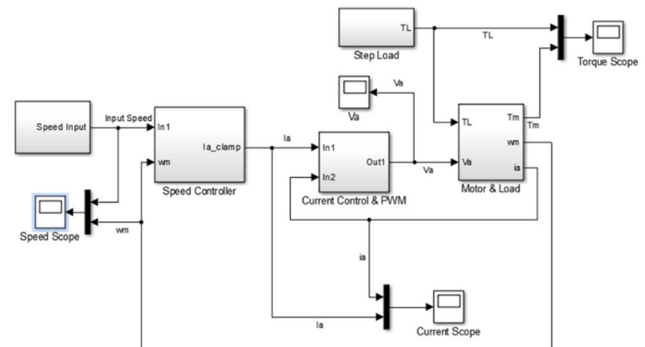 TL
TL
Step Load
Torque Scope
Va
Va
Tm
TL
Tm
Speed Input
Input Speed
In1
Ia_clamp
Ia
In1
wm
Out1
wm
ia
In2
Va
Va
Speed Controller
Current Control & PWM
Motor & Load
Speed Scope
wm
ia
Ia
Current Scope